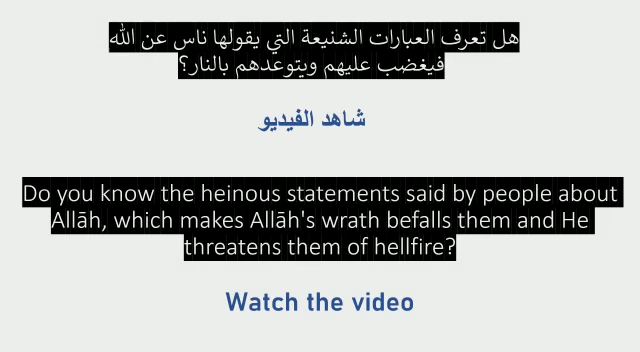 هل تعرف العبارات الشنيعة التي يقولها ناس عن الله
فيغضب عليهم ويتوعدهم بالنار؟
شاهد الفيديو
Do you know the heinous statements said by people about
Allāh, which makes Allāh's wrath befalls them and He
threatens them of hellfire?
Watch the video